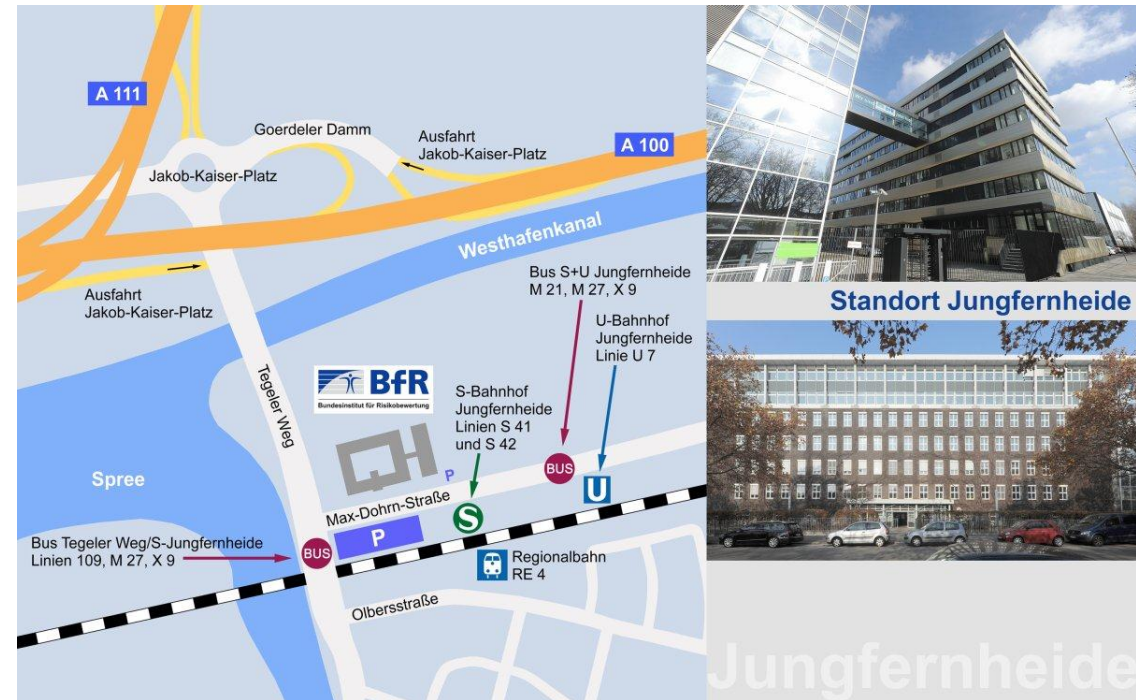 A 111
Goerdeler Damm
Ausfahrt
Jakob-Kaiser-Platz
A 100
Jakob-Kaiser-Platz
Westhafenkanal
Ausfahrt
Jakob-Kaiser-Platz
Bus S+U Jungfernheide
M 21, M 27, X 9
U-Bahnhof
Jungfernheide
Linie U 7
Tegeler Weg
BfR
Bundesinstitut für Risikobewertung
S-Bahnhof
Jungfernheide
Linien S 41
und S 42
Spree
P
BUS
U
Max-Dohrn-Straße
S
P
Bus Tegeler Weg/S-Jungfernheide
Linien 109, M 27, X 9
BUS
Regionalbahn
RE 4
Olbersstraße
Standort Jungfernheide
Jungfernheide